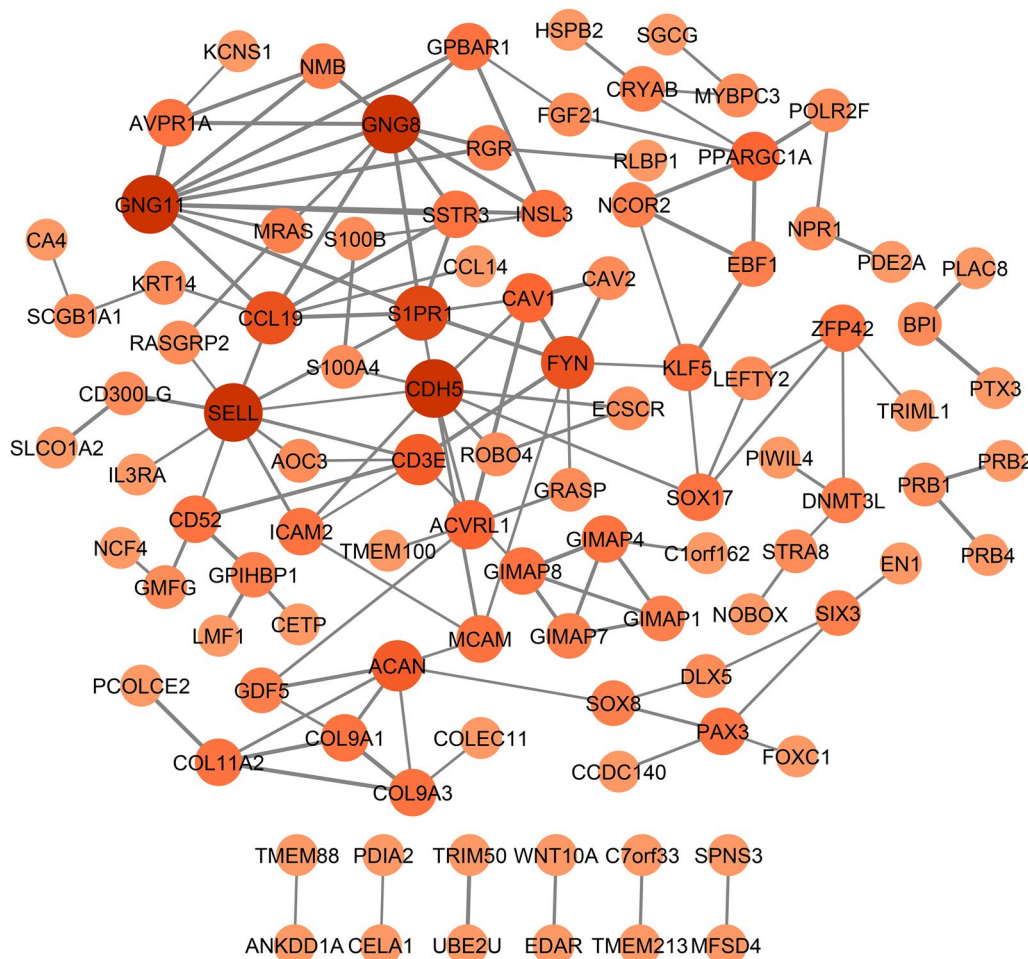 HSPB2
SGCG
KCNS1
NMB
GPBAR1
CRYAB
MYBPC3
POLR2F
AVPR1A
GNG8
FGF21
RGR
RLBP1
PPARGC1A
GNG11
MRAS
S100B
SSTR3
INSL3
NCOR2
NPR1
CA4
CCL14
EBF1
PDE2A
PLAC8
SCGB1A1
KRT14
CCL19
S1PR1
CAV1
CAV2
BPI
ZFP42
RASGRP2
S100A4
FYN
KLF5
LEFTY2
PTX3
CD300LG
SELL
CDH5
ECSCR
TRIML1
SLCO1A2
IL3RA
AOC3
CD3E
ROBO4
PIWIL4
PRB2
GRASP
SOX17
DNMT3L
PRB1
CD52
ICAM2
ACVRL1
NCF4
TMEM100
GIMAP4
C1orf162
STRA8
PRB4
GMFG
GPIHBP1
GIMAP8
EN1
LMF1
CETP
MCAM
GIMAP7
GIMAP1
NOBOX
SIX3
PCOLCE2
GDF5
ACAN
SOX8
DLX5
COL11A2
COL9A1
COLEC11
PAX3
COL9A3
CCDC140
FOXC1
TMEM88
PDIA2
TRIM50
WNT10A
C7orf33
SPNS3
ANKDD1A
CELA1
UBE2U
EDAR
TMEM213
MFSD4